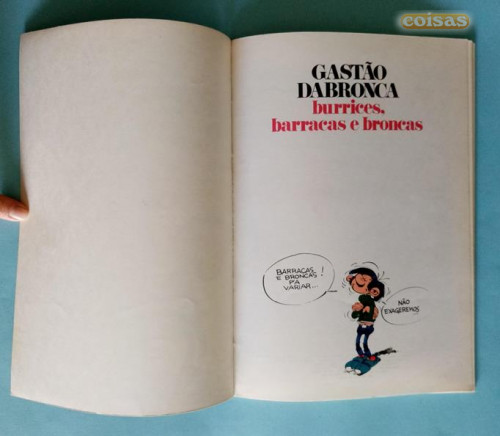 coisas
GASTÃO
DABRONCA
burrices,
barracas e broncas
BARRACAS
E BRONCAS!
PA
VARIAR...
NÃO
EXAGEREMOS